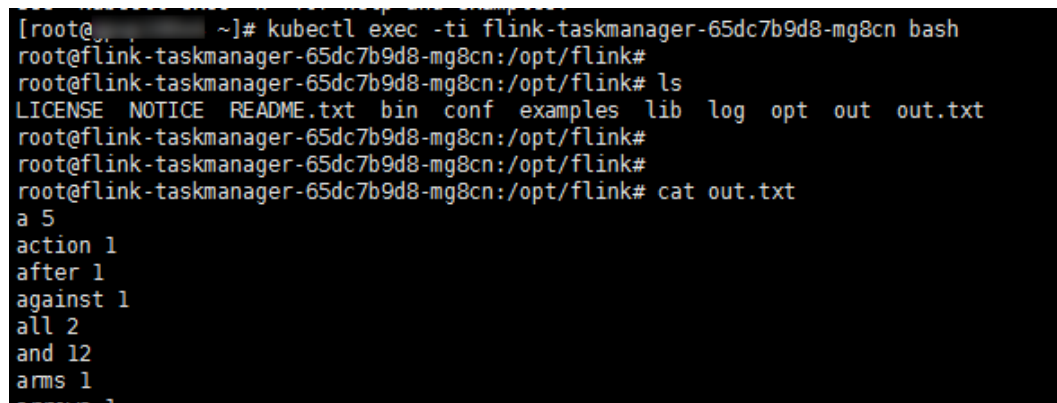 [root@ ~]# kubectl exec -ti flink-taskmanager-65dc7b9d8-mg8cn bash
root@flink-taskmanager-65dc7b9d8-mg8cn:/opt/flink#
root@flink-taskmanager-65dc7b9d8-mg8cn:/opt/flink# ls
LICENSE NOTICE README.txt bin conf examples lib log opt out out.txt
root@flink-taskmanager-65dc7b9d8-mg8cn:/opt/flink#
root@flink-taskmanager-65dc7b9d8-mg8cn:/opt/flink#
root@flink-taskmanager-65dc7b9d8-mg8cn:/opt/flink# cat out.txt
a 5
action 1
after 1
against 1
all 2
and 12
arms 1